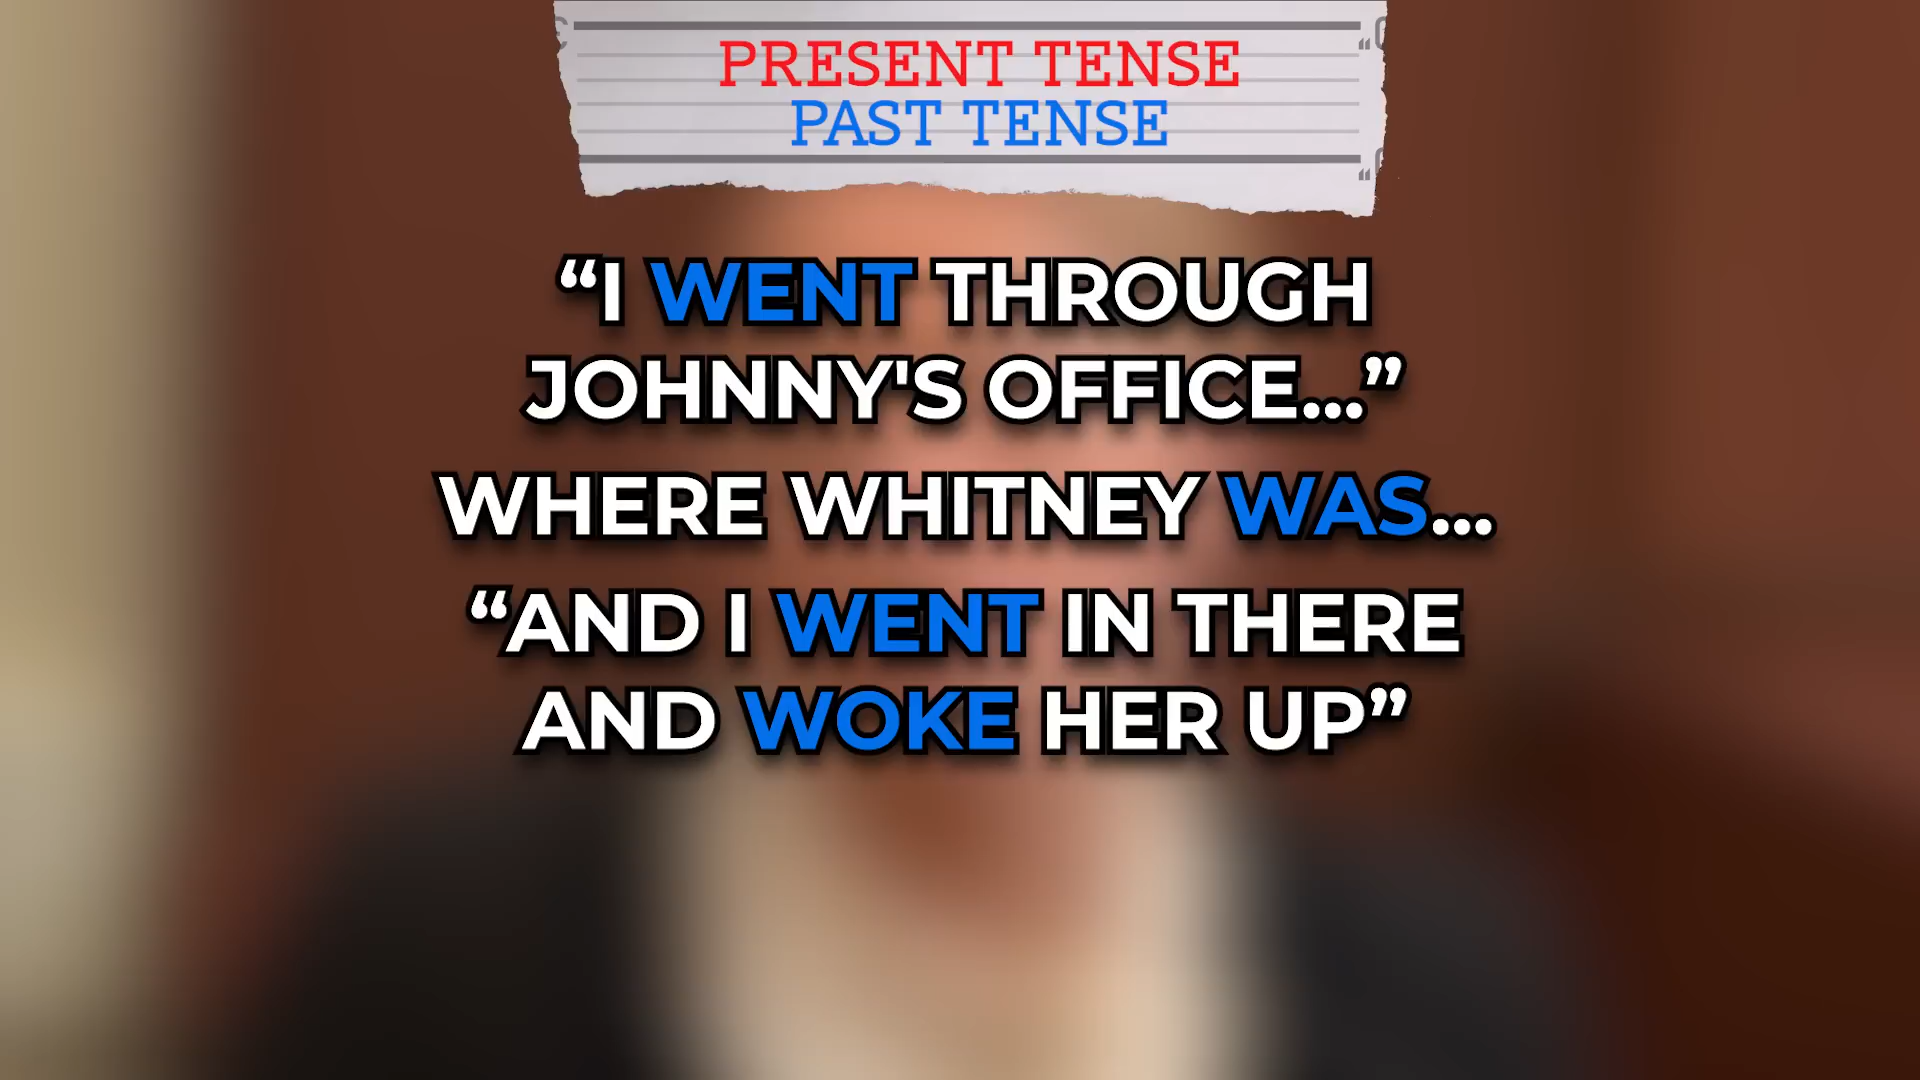 PRESENT TENSE
PAST TENSE
“I WENT THROUGH
JOHNNY'S OFFICE...”
WHERE WHITNEY WAS...
“AND I WENT IN THERE
AND WOKE HER UP”